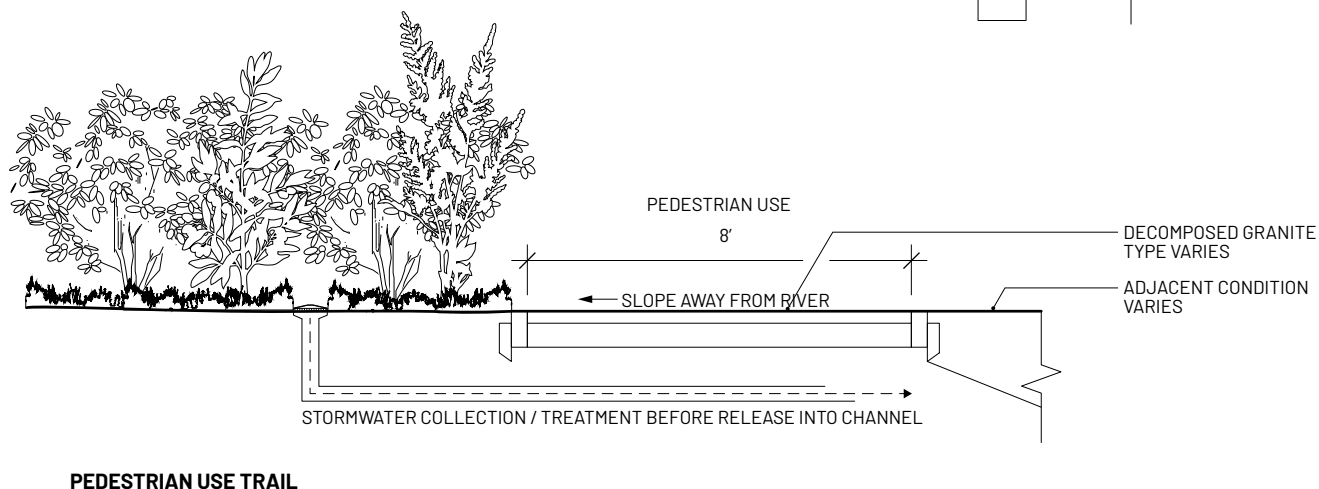 PEDESTRIAN USE
8'
DECOMPOSED GRANITE
TYPE VARIES
SLOPE AWAY FROM RIVER
ADJACENT CONDITION
VARIES
STORMWATER COLLECTION / TREATMENT BEFORE RELEASE INTO CHANNEL
PEDESTRIAN USE TRAIL